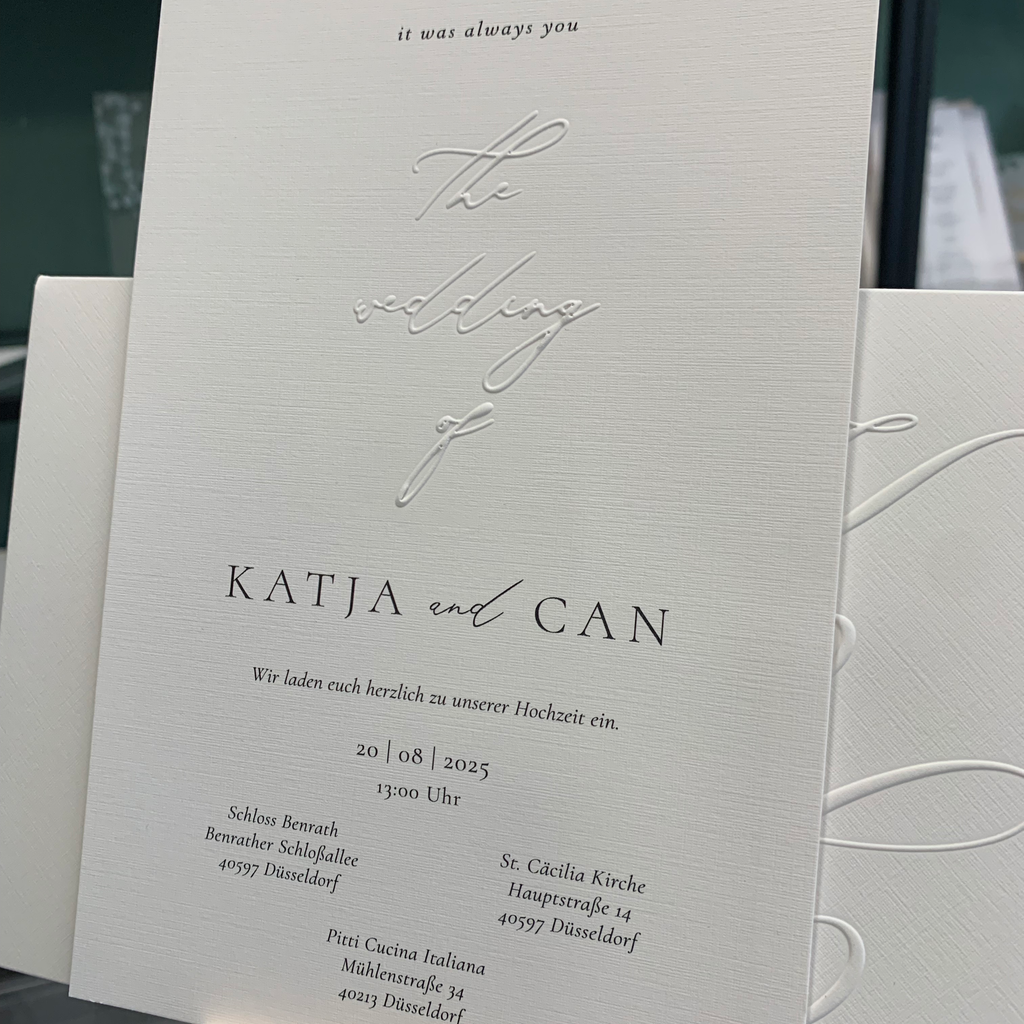 it was always you
the
wedding
of
KATJA and CAN
Wir laden euch herzlich zu unserer Hochzeit ein.
20 | 08 | 2025
13:00 Uhr
Schloss Benrath
Benrather Schloßallee
40597 Düsseldorf
St. Cäcilia Kirche
Hauptstraße 14
40597 Düsseldorf
Pitti Cucina Italiana
Mühlenstraße 34
40213 Düsseldorf